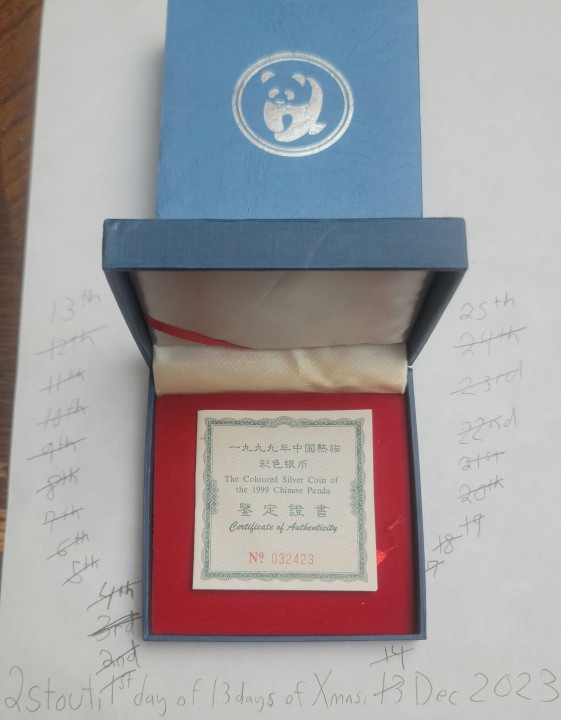 一九九九年中国熊猫
彩色银币
The Coloured Silver Coin of
the 1999 Chinese Panda
鑒定證書
Certificate of Authenticity
Nº 032423
13th
12th
11th
10th
9th
8th
7th
6th
5th
4th
3rd
2nd
25th
24th
23rd
22nd
21st
20th
19
18
14
2stout, 1st day of 13 days of Xmas, 13 Dec 2023